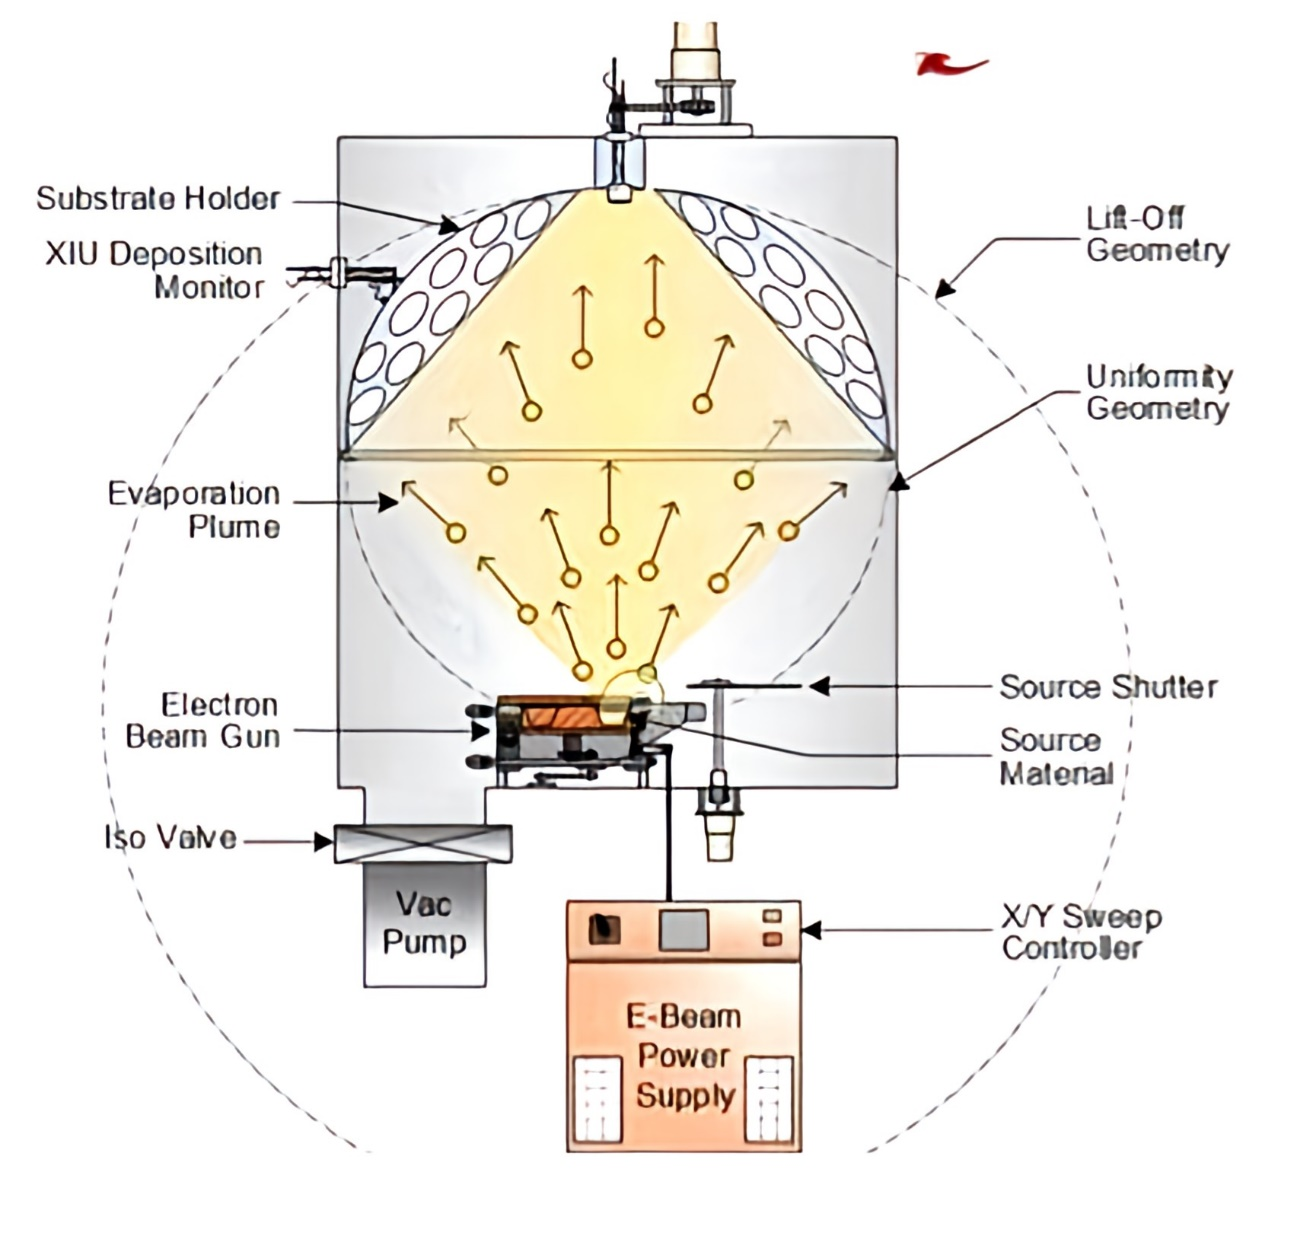 Substrate Holder
XIU Deposition
Monitor
Lift-Off
Geometry
Uniformity
Geometry
Evaporation
Plume
Electron
Beam Gun
Source Shutter
Source
Material
Iso Valve
Vac
Pump
X/Y Sweep
Controller
E-Beam
Power
Supply